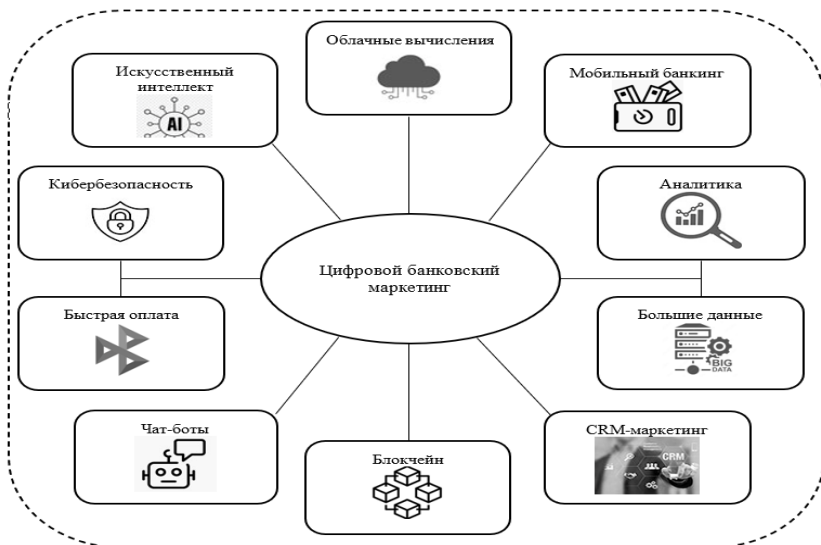 Облачные вычисления
Искусственный
интеллект
AI
Мобильный банкинг
Кибербезопасность
Аналитика
Цифровой банковский
маркетинг
Быстрая оплата
Большие данные
BIG
DATA
Чат-боты
CRM-маркетинг
CRM
Блокчейн